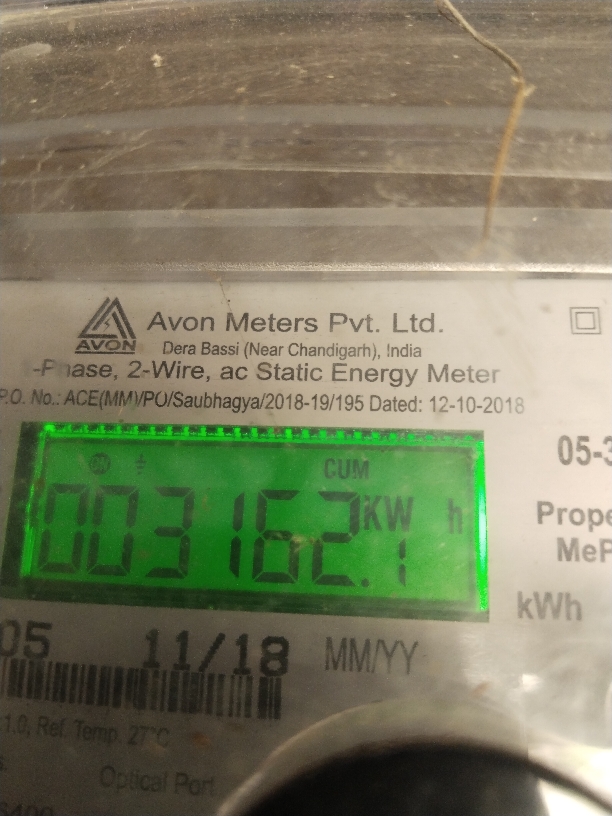 AVON
Avon Meters Pvt. Ltd.
Dera Bassi (Near Chandigarh), India
-Phase, 2-Wire, ac Static Energy Meter
P.O. No.: ACE(MM)/PO/Saubhagya/2018-19/195 Dated: 12-10-2018
05-3
ON CUM
003162.1 KW h
Prope
MeP
kWh
05 11/18 MM/YY
1.0, Ref. Temp. 27°C
Optical Port
6400